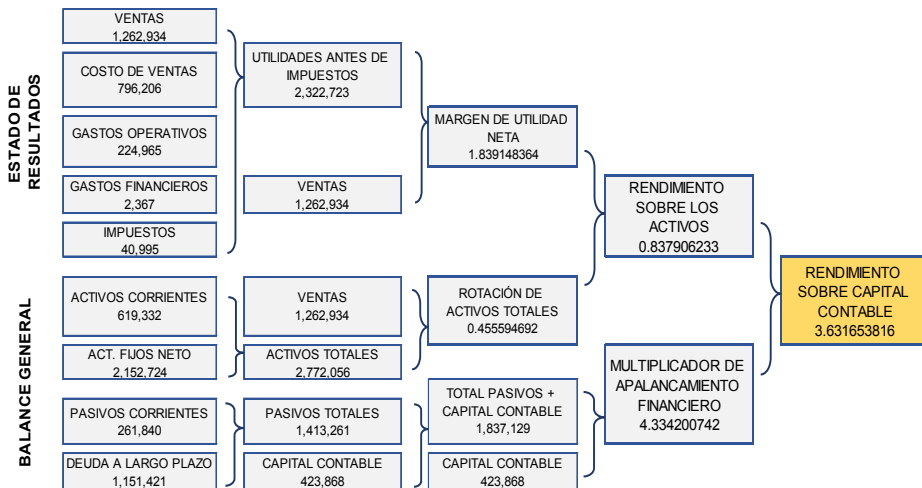 ESTADO DE
RESULTADOS
VENTAS
1,262,934
COSTO DE VENTAS
796,206
GASTOS OPERATIVOS
224,965
GASTOS FINANCIEROS
2,367
IMPUESTOS
40,995
UTILIDADES ANTES DE
IMPUESTOS
2,322,723
VENTAS
1,262,934
MARGEN DE UTILIDAD
NETA
1.839148364
RENDIMIENTO
SOBRE LOS
ACTIVOS
0.837906233
RENDIMIENTO
SOBRE CAPITAL
CONTABLE
3.631653816
BALANCE GENERAL
ACTIVOS CORRIENTES
619,332
ACT. FIJOS NETO
2,152,724
VENTAS
1,262,934
ACTIVOS TOTALES
2,772,056
ROTACIÓN DE
ACTIVOS TOTALES
0.455594692
PASIVOS CORRIENTES
261,840
DEUDA A LARGO PLAZO
1,151,421
PASIVOS TOTALES
1,413,261
CAPITAL CONTABLE
423,868
TOTAL PASIVOS +
CAPITAL CONTABLE
1,837,129
CAPITAL CONTABLE
423,868
MULTIPLICADOR DE
APALANCAMIENTO
FINANCIERO
4.334200742